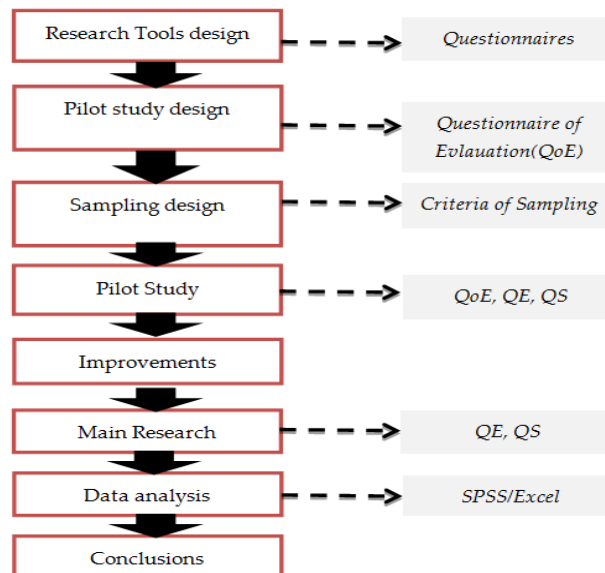 Research Tools design
Questionnaires
Pilot study design
Questionnaire of
Evlauation(QoE)
Sampling design
Criteria of Sampling
Pilot Study
QoE, QE, QS
Improvements
Main Research
QE, QS
Data analysis
SPSS/Excel
Conclusions